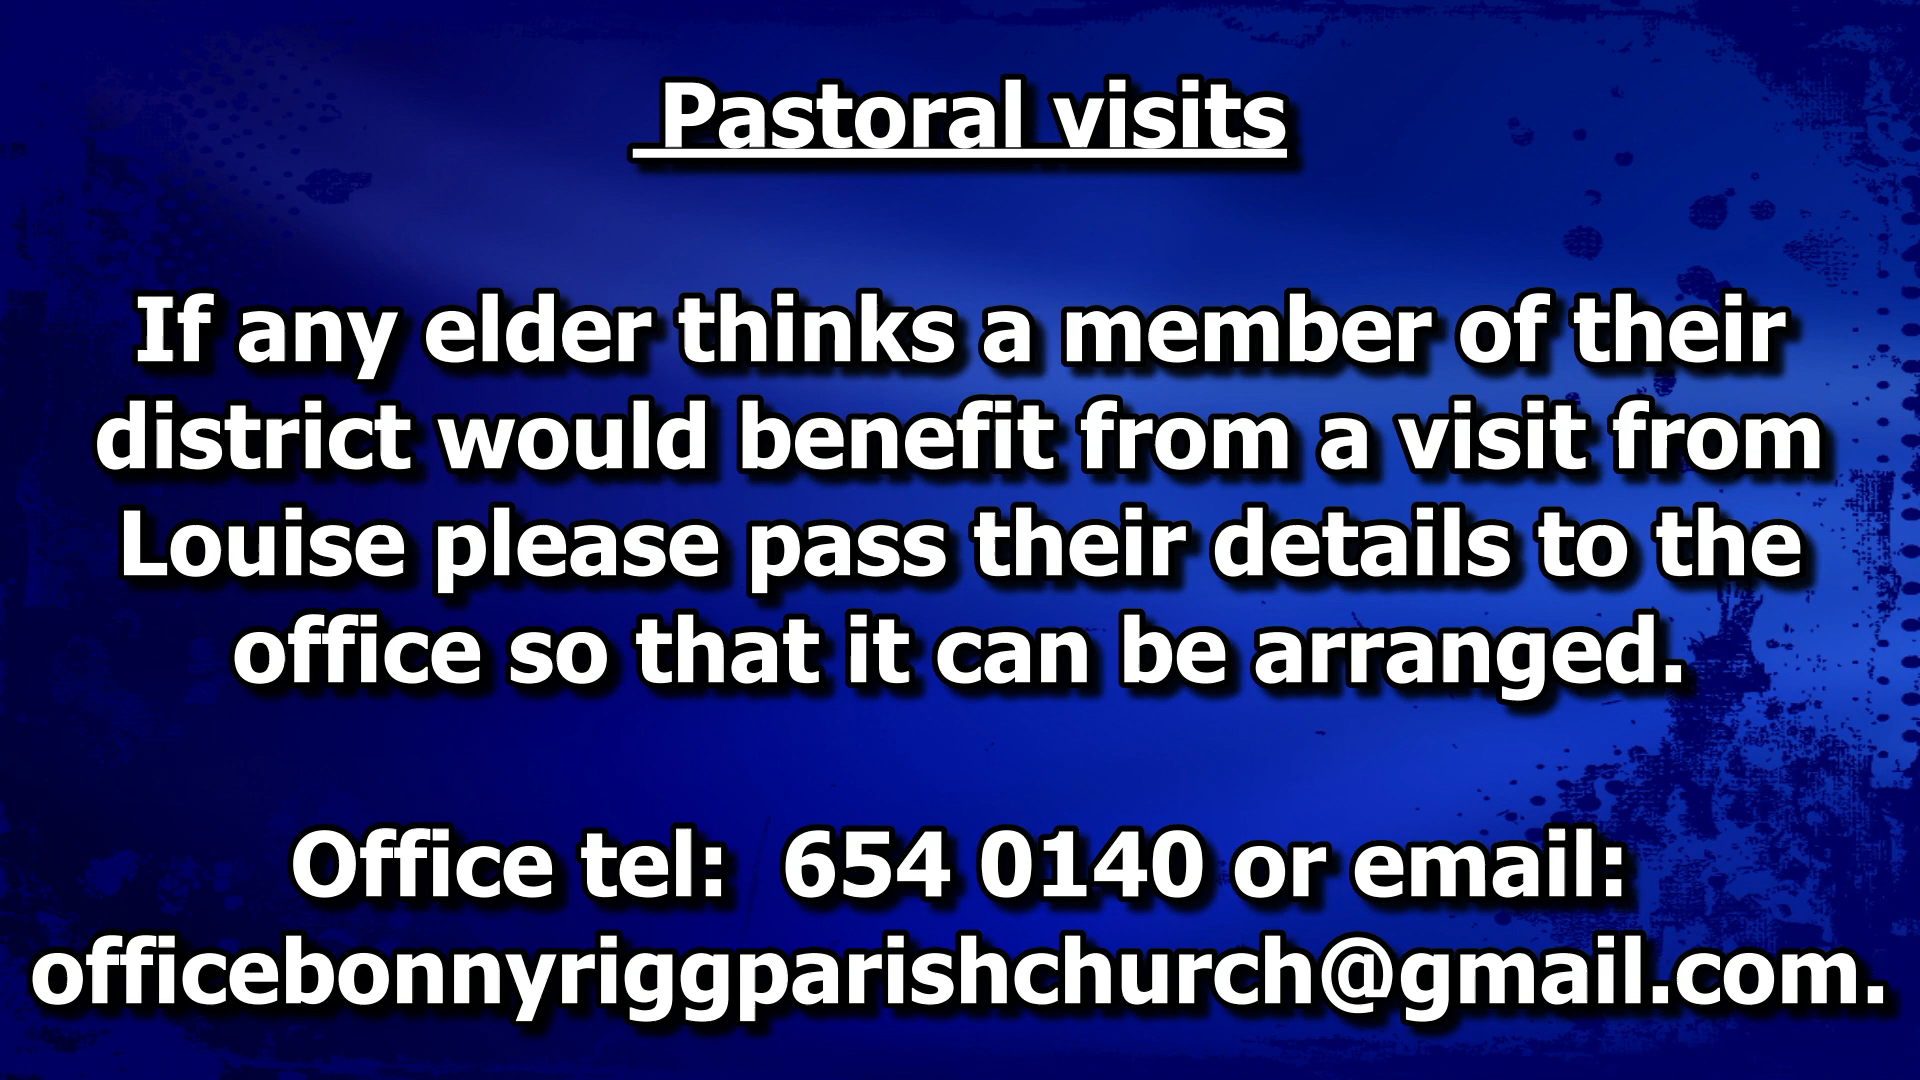 Pastoral visits
If any elder thinks a member of their
district would benefit from a visit from
Louise please pass their details to the
office so that it can be arranged.
Office tel:  654 0140 or email:
officebonnyriggparishchurch@gmail.com.